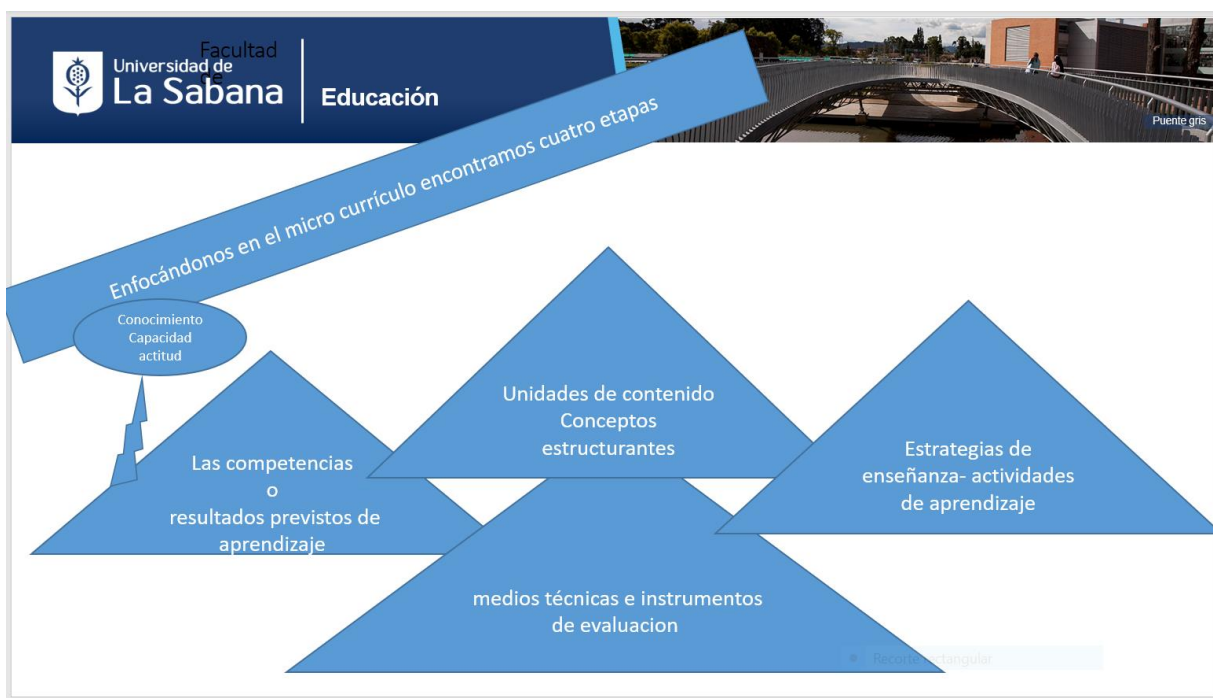 Facultad
de
Universidad de
La Sabana
Educación
Puente gris
Enfocándonos en el micro currículo encontramos cuatro etapas
Conocimiento
Capacidad
actitud
Las competencias
o
resultados previstos de
aprendizaje
Unidades de contenido
Conceptos
estructurantes
Estrategias de
enseñanza- actividades
de aprendizaje
medios técnicas e instrumentos
de evaluacion
Recorte rectangular